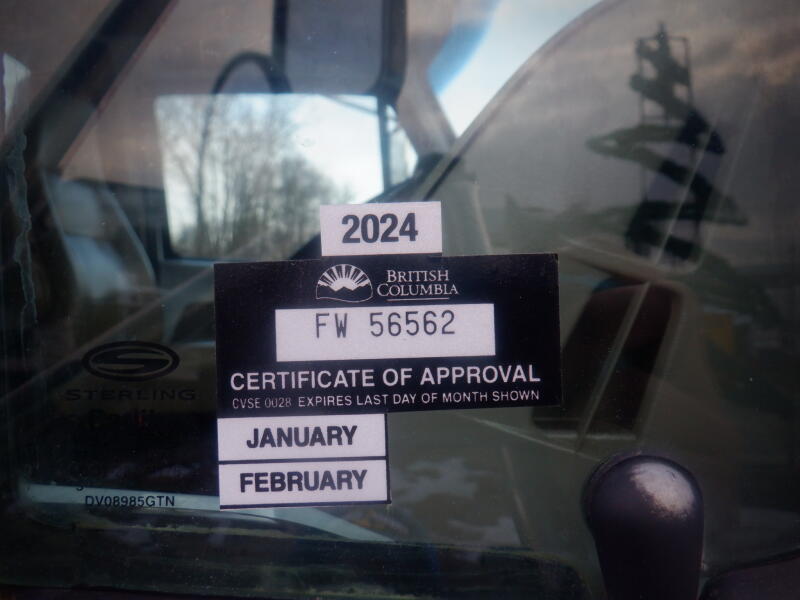 2024
BRITISH
COLUMBIA
FW 56562
CERTIFICATE OF APPROVAL
CVSE 0028 EXPIRES LAST DAY OF MONTH SHOWN
JANUARY
FEBRUARY
STERLING
DV08985GTN